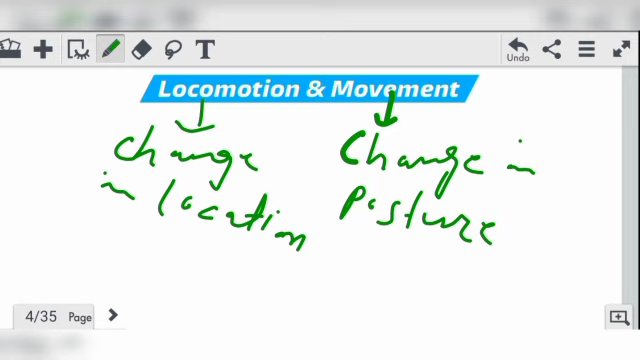 T
Undo
Locomotion & Movement
Change Change in
in location Posture
4/35 Page